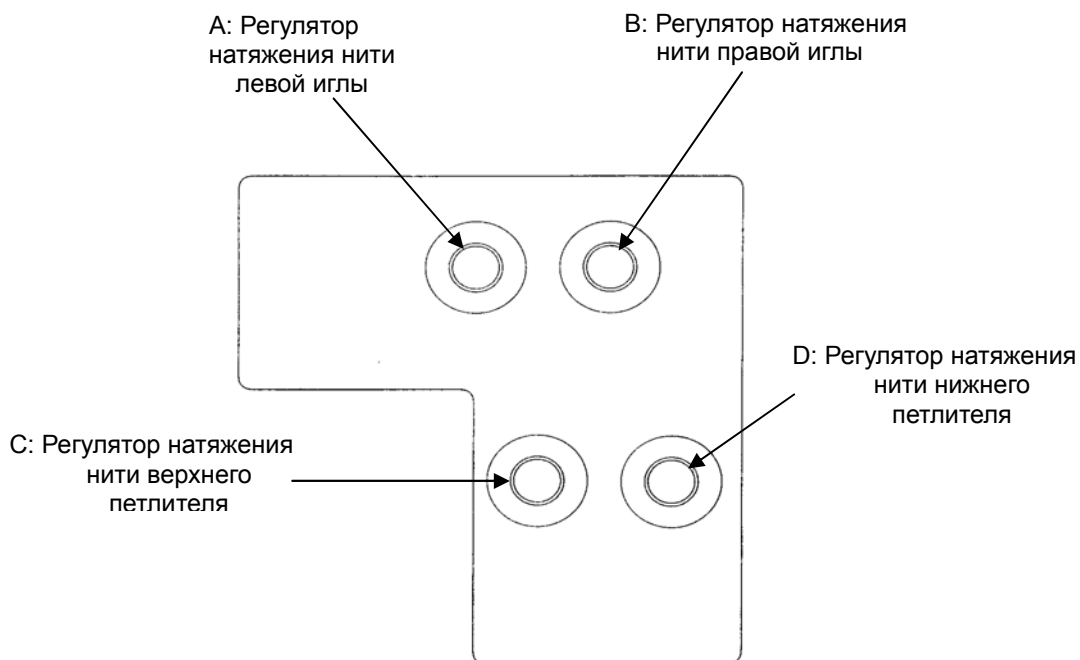 A: Регулятор
натяжения нити
левой иглы
B: Регулятор натяжения
нити правой иглы
D: Регулятор натяжения
нити нижнего
петлителя
C: Регулятор натяжения
нити верхнего
петлителя